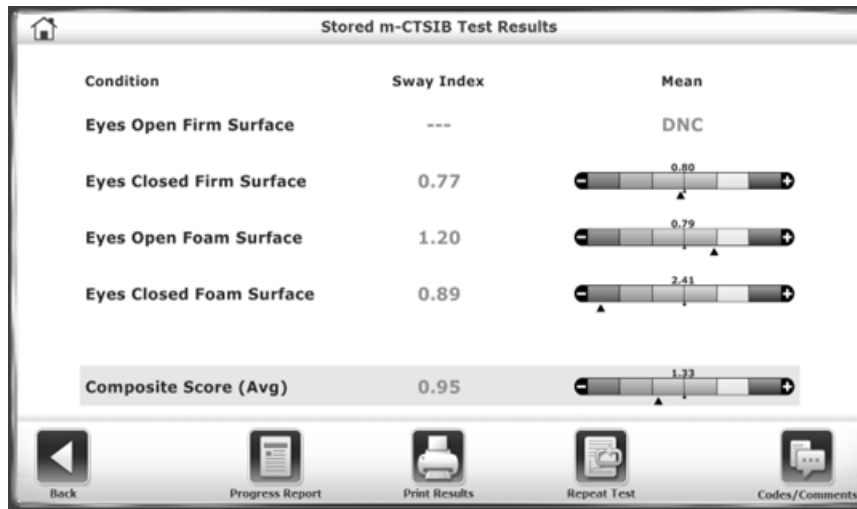 Stored m-CTSIB Test Results
Condition Sway Index Mean
Eyes Open Firm Surface --- DNC
Eyes Closed Firm Surface 0.77 0.80
Eyes Open Foam Surface 1.20 0.79
Eyes Closed Foam Surface 0.89 2.41
Composite Score (Avg) 0.95 1.33
Back Progress Report Print Results Repeat Test Codes/Comments